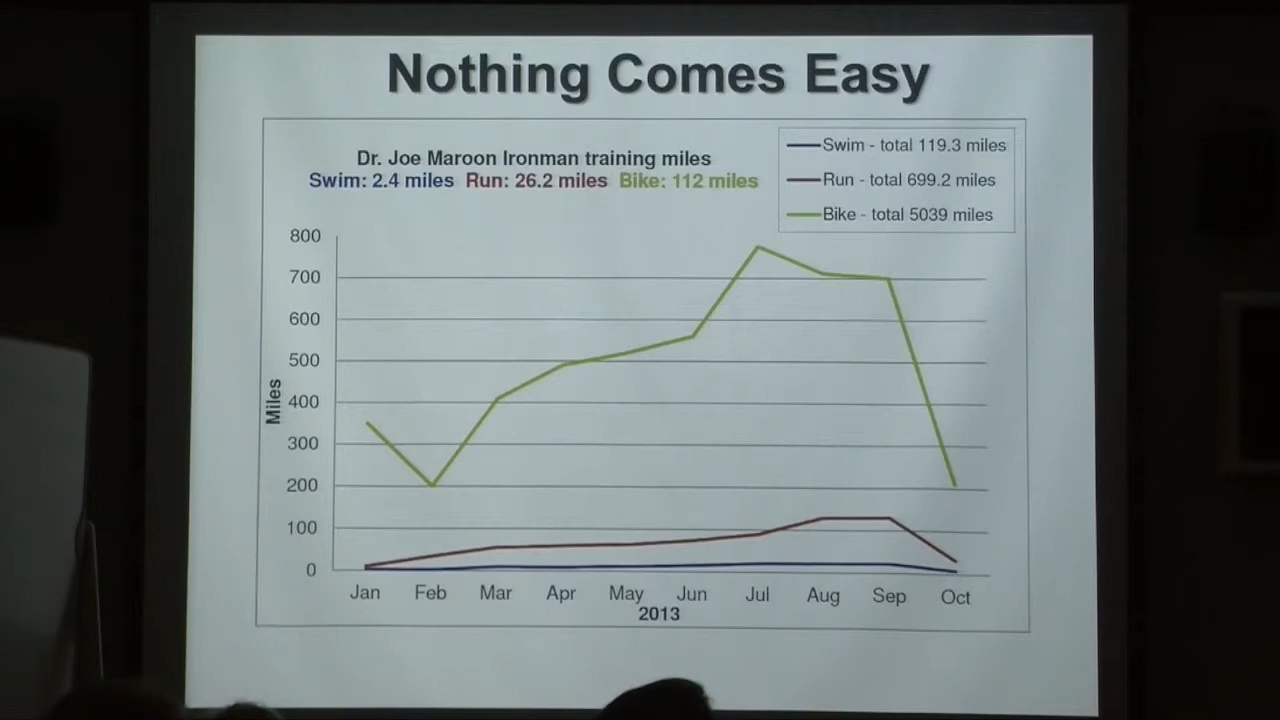 Nothing Comes Easy
Dr. Joe Maroon Ironman training miles
Swim: 2.4 miles Run: 26.2 miles Bike: 112 miles
Swim - total 119.3 miles
Run - total 699.2 miles
Bike - total 5039 miles
800
700
600
500
400
300
200
100
0
Miles
Jan Feb Mar Apr May Jun Jul Aug Sep Oct
2013